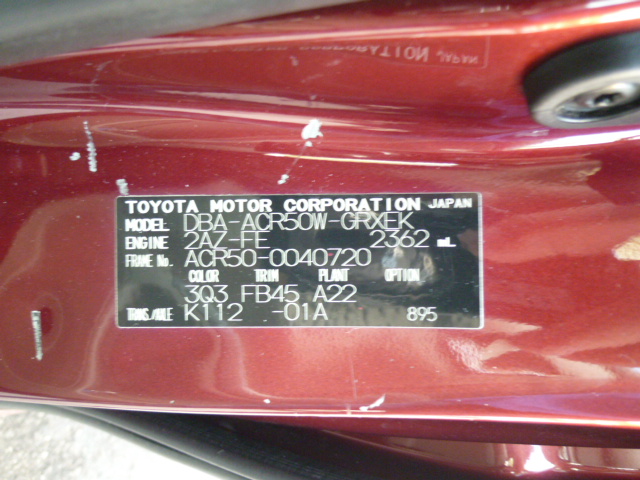 TOYOTA MOTOR CORPORATION JAPAN
MODEL DBA-ACR50W-GRXEK
ENGINE 2AZ-FE 2362 mL
FRAME No. ACR50-0040720
COLOR TRIM PLANT OPTION
3Q3 FB45 A22
TRANS./AXLE K112 -01A 895